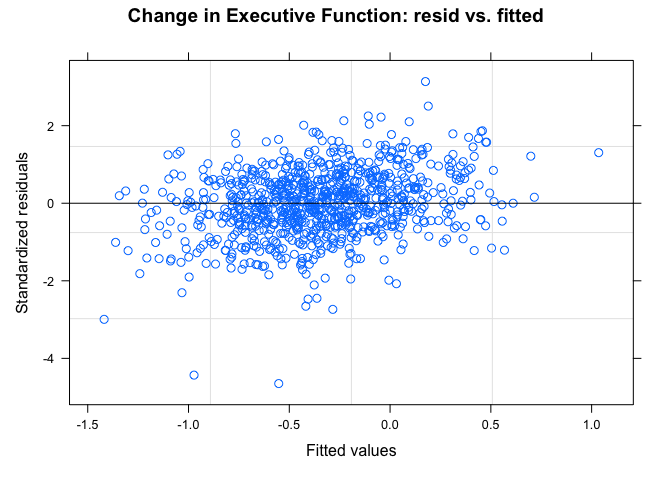 Change in Executive Function: resid vs. fitted
Standardized residuals
2
0
-2
-4
-1.5 -1.0 -0.5 0.0 0.5 1.0
Fitted values